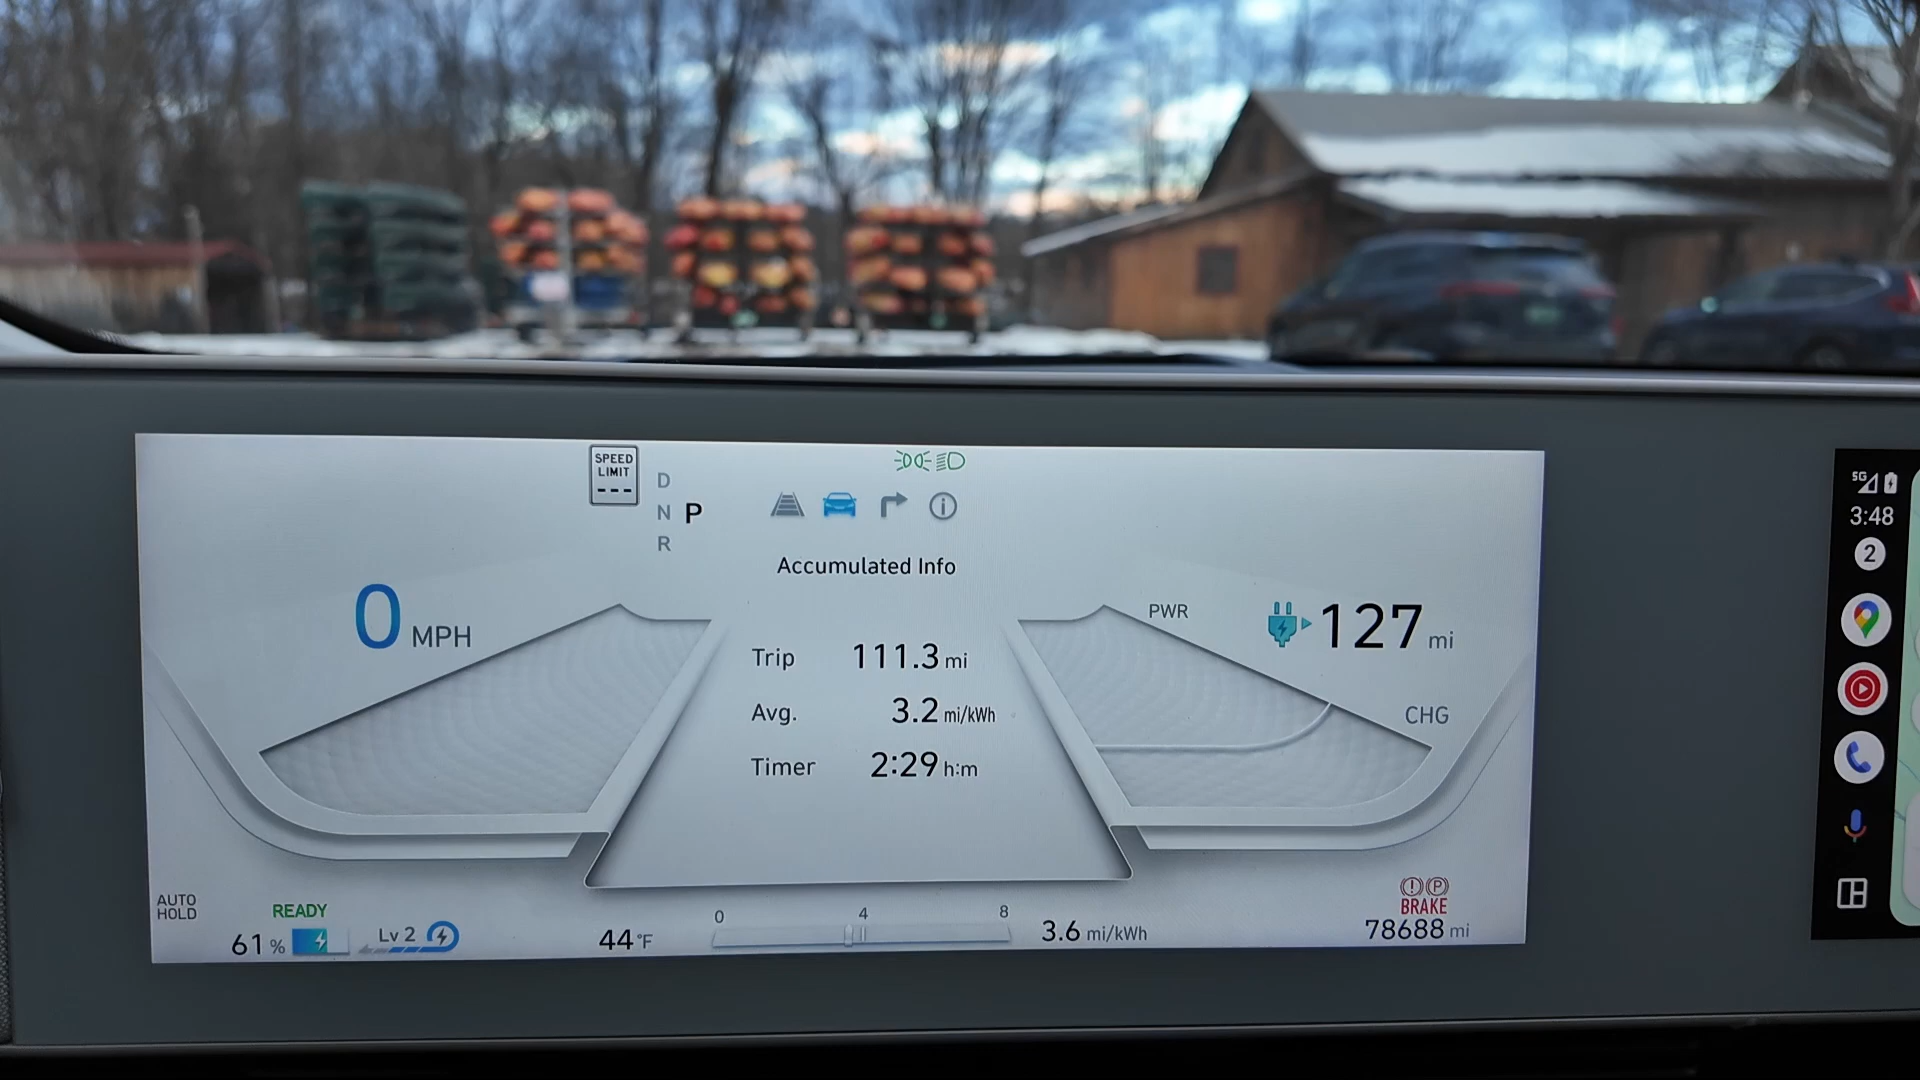 SPEED
LIMIT
---
D
N P
R
Accumulated Info
0 MPH
Trip 111.3 mi
Avg. 3.2 mi/kWh
Timer 2:29 h:m
PWR
127 mi
CHG
AUTO
HOLD
READY
61 %
Lv 2
44°F
0 4 8
3.6 mi/kWh
BRAKE
78688 mi
5G
3:48
2